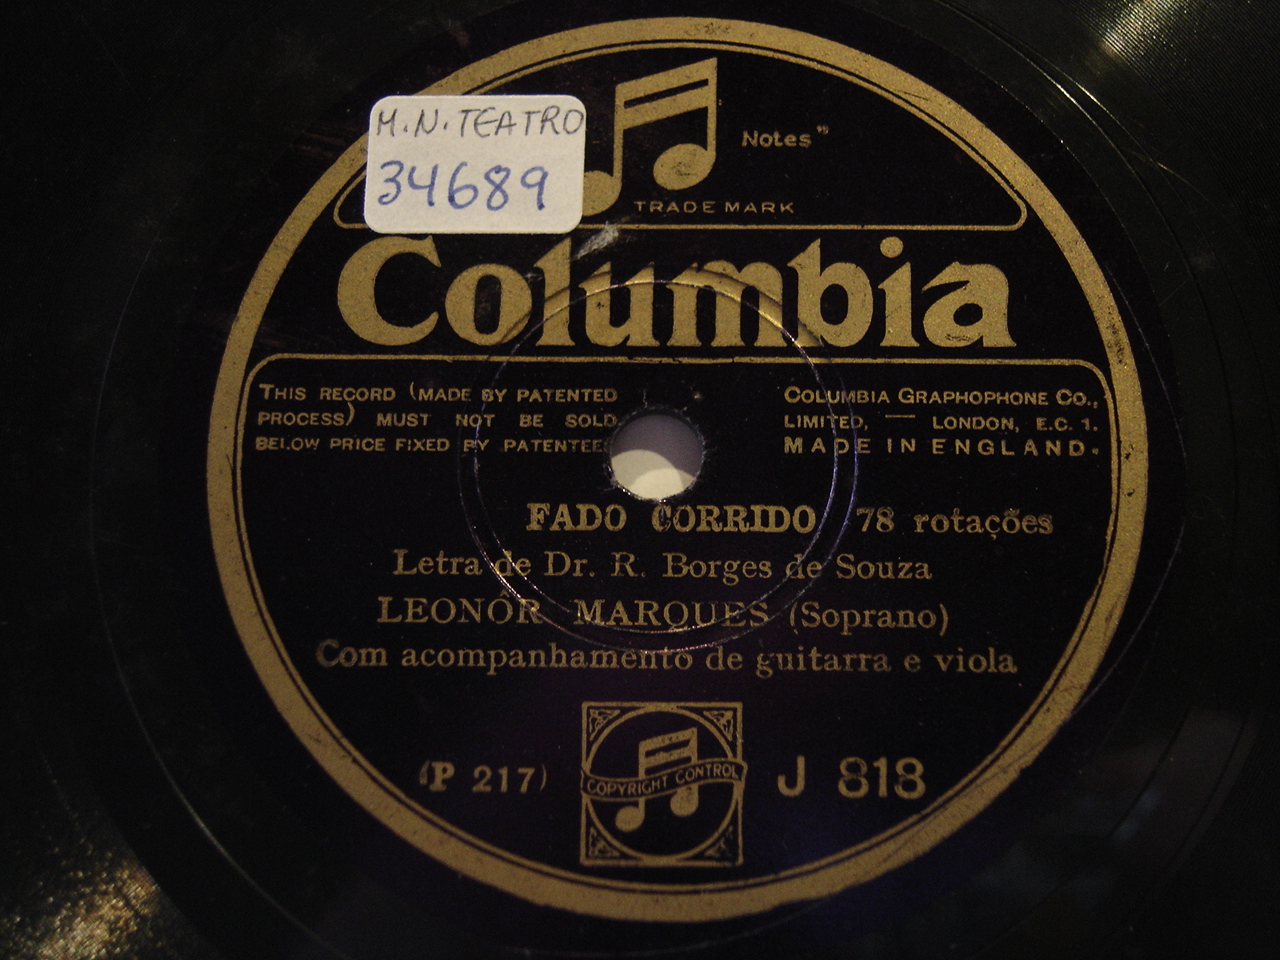 M.N. TEATRO
34689
Notes"
TRADE MARK
Columbia
THIS RECORD (MADE BY PATENTED
PROCESS) MUST NOT BE SOLD
BELOW PRICE FIXED BY PATENTEES
COLUMBIA GRAPHOPHONE CO.,
LIMITED, — LONDON, E.C. 1.
MADE IN ENGLAND.
FADO CORRIDO 78 rotações
Letra de Dr. R. Borges de Souza
LEONÔR MARQUES (Soprano)
Com acompanhamento de guitarra e viola
(P 217)
COPYRIGHT CONTROL
J 818